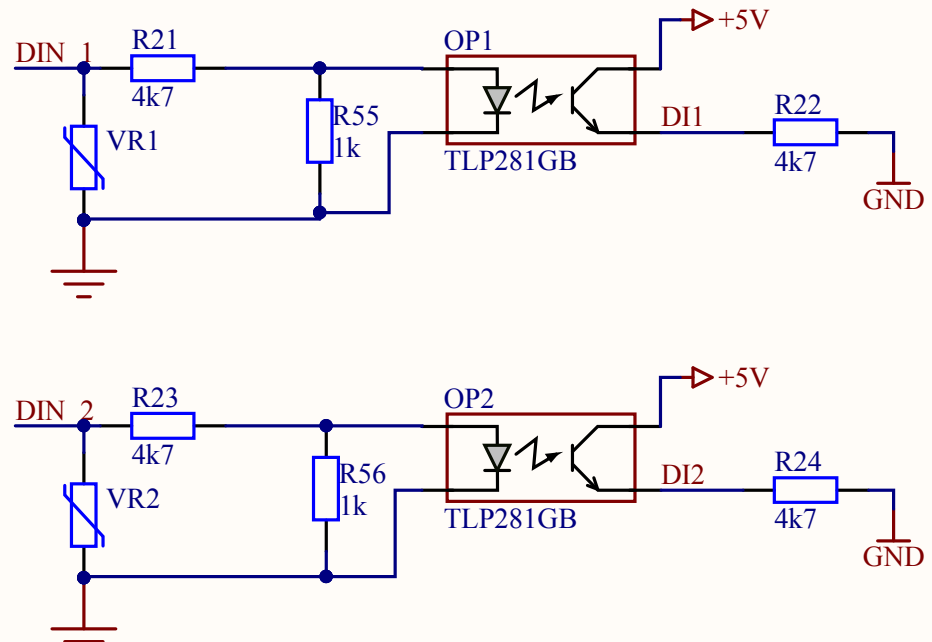 DIN_1
R21
4k7
VR1
R55
1k
OP1
TLP281GB
+5V
DI1
R22
4k7
GND
DIN_2
R23
4k7
VR2
R56
1k
OP2
TLP281GB
+5V
DI2
R24
4k7
GND